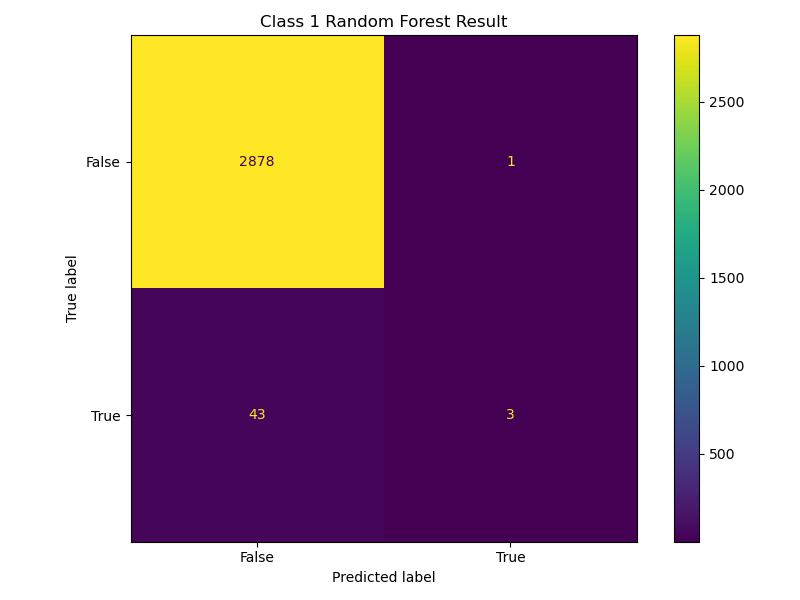 Class 1 Random Forest Result
True label
False
2878
1
True
43
3
False
True
Predicted label
2500
2000
1500
1000
500